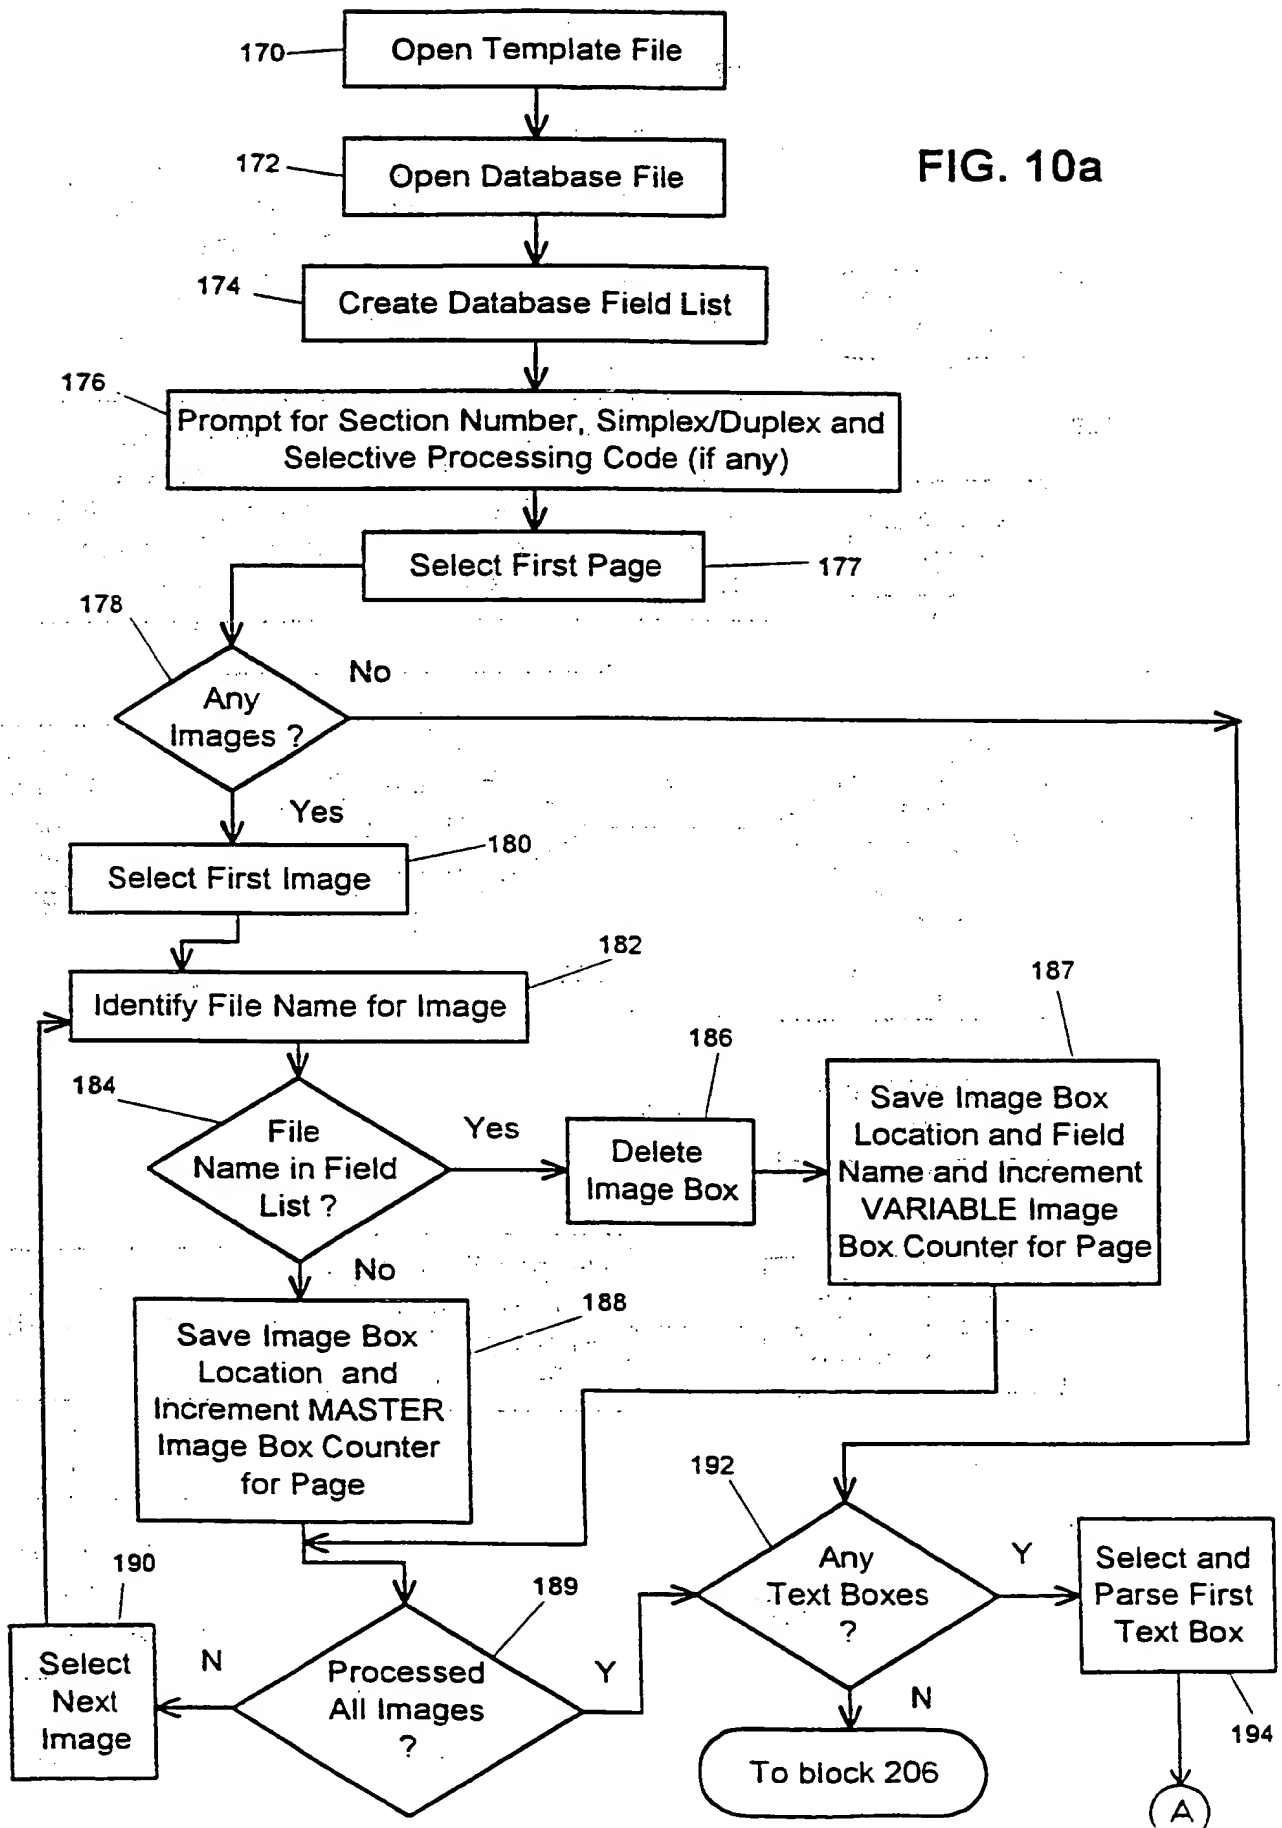 170
Open Template File
172
Open Database File
FIG. 10a
174
Create Database Field List
176
Prompt for Section Number, Simplex/Duplex and
Selective Processing Code (if any)
Select First Page
177
178
Any
Images ?
No
Yes
180
Select First Image
182
Identify File Name for Image
184
File
Name in Field
List ?
Yes
186
Delete
Image Box
187
Save Image Box
Location and Field
Name and Increment
VARIABLE Image
Box Counter for Page
No
188
Save Image Box
Location and
Increment MASTER
Image Box Counter
for Page
189
Processed
All Images
?
N
190
Select
Next
Image
Y
192
Any
Text Boxes
?
Y
Select and
Parse First
Text Box
194
N
To block 206
A